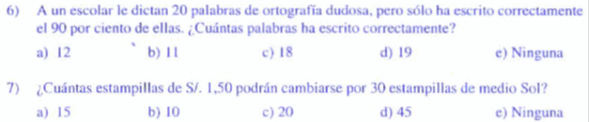 6) A un escolar le dictan 20 palabras de ortografía dudosa, pero sólo ha escrito correctamente
el 90 por ciento de ellas. ¿Cuántas palabras ha escrito correctamente?
a) 12 b) 11 c) 18 d) 19 e) Ninguna
7) ¿Cuántas estampillas de S/. 1,50 podrán cambiarse por 30 estampillas de medio Sol?
a) 15 b) 10 c) 20 d) 45 e) Ninguna